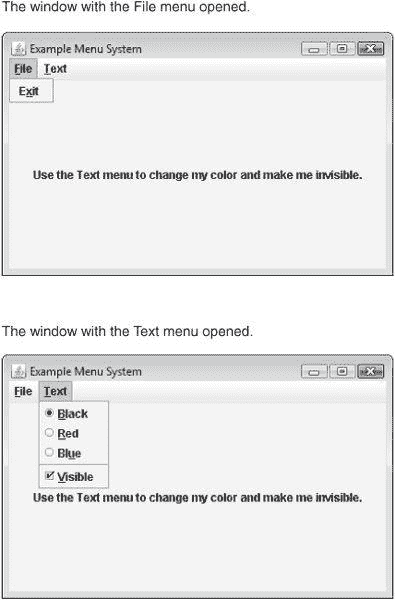 The window with the File menu opened.
Example Menu System
File Text
Exit
Use the Text menu to change my color and make me invisible.
The window with the Text menu opened.
Example Menu System
File Text
Black
Red
Blue
Visible
Use the Text menu to change my color and make me invisible.